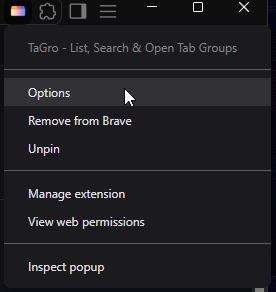 TaGro - List, Search & Open Tab Groups
Options
Remove from Brave
Unpin
Manage extension
View web permissions
Inspect popup